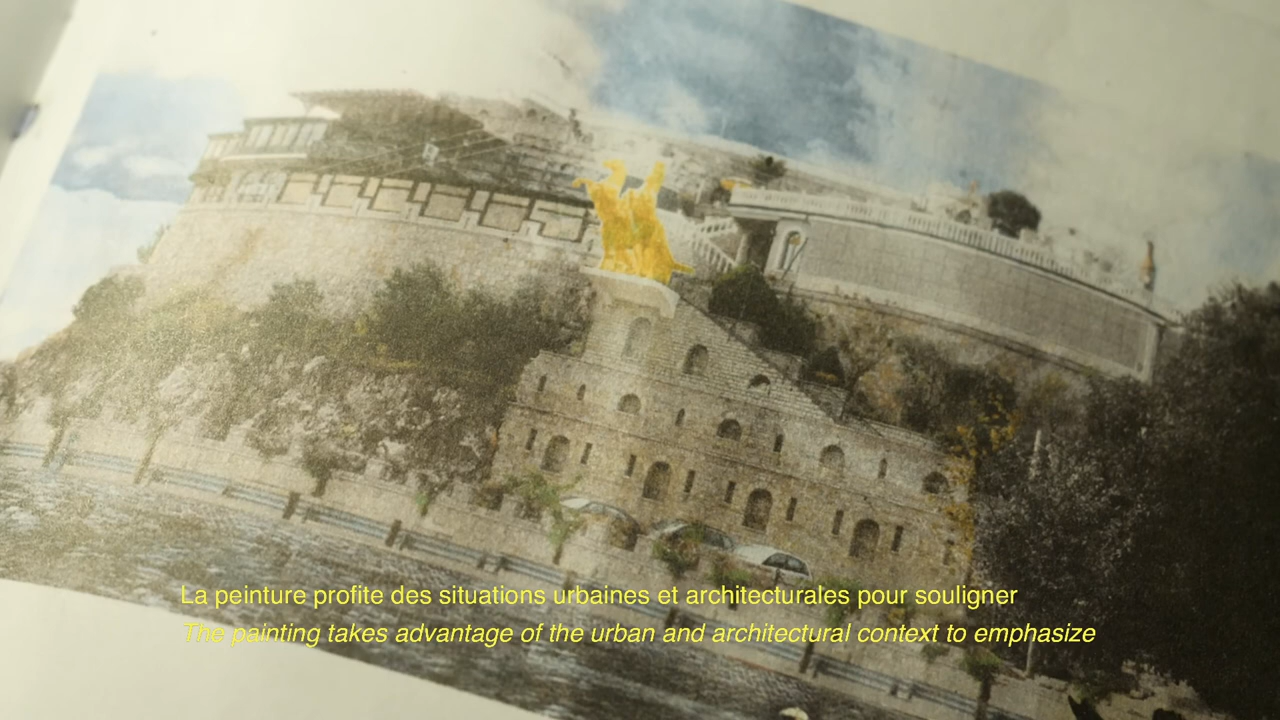 La peinture profite des situations urbaines et architecturales pour souligner
The painting takes advantage of the urban and architectural context to emphasize